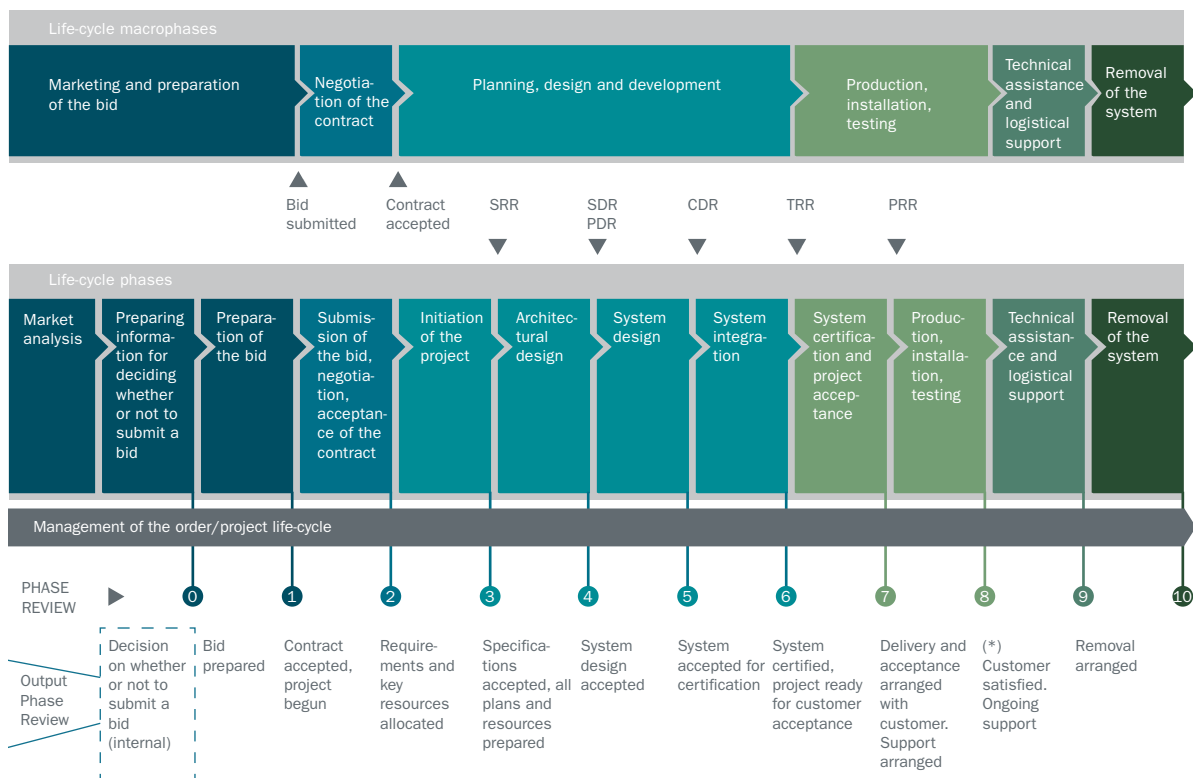 Life-cycle macrophases
Marketing and preparation
of the bid
Negotia-
tion of the
contract
Planning, design and development
Production,
installation,
testing
Technical
assistance
and
logistical
support
Removal
of the
system
Bid
submitted
Contract
accepted
SRR
SDR
PDR
CDR
TRR
PRR
Life-cycle phases
Market
analysis
Preparing
informa-
tion for
deciding
whether
or not to
submit a
bid
Prepara-
tion of
the bid
Submis-
sion of
the bid,
negotia-
tion,
acceptan-
ce of the
contract
Initiation
of the
project
Architec-
tural
design
System
design
System
integra-
tion
System
certifica-
tion and
project
accep-
tance
Produc-
tion,
installa-
tion,
testing
Technical
assistan-
ce and
logistical
support
Removal
of the
system
Management of the order/project life-cycle
PHASE
REVIEW
0
1
2
3
4
5
6
7
8
9
10
Output
Phase
Review
Decision
on whether
or not to
submit a
bid
(internal)
Bid
prepared
Contract
accepted,
project
begun
Require-
ments and
key
resources
allocated
Specifica-
tions
accepted, all
plans and
resources
prepared
System
design
accepted
System
accepted for
certification
System
certified,
project ready
for customer
acceptance
Delivery and
acceptance
arranged
with
customer.
Support
arranged
(*)
Customer
satisfied.
Ongoing
support
Removal
arranged